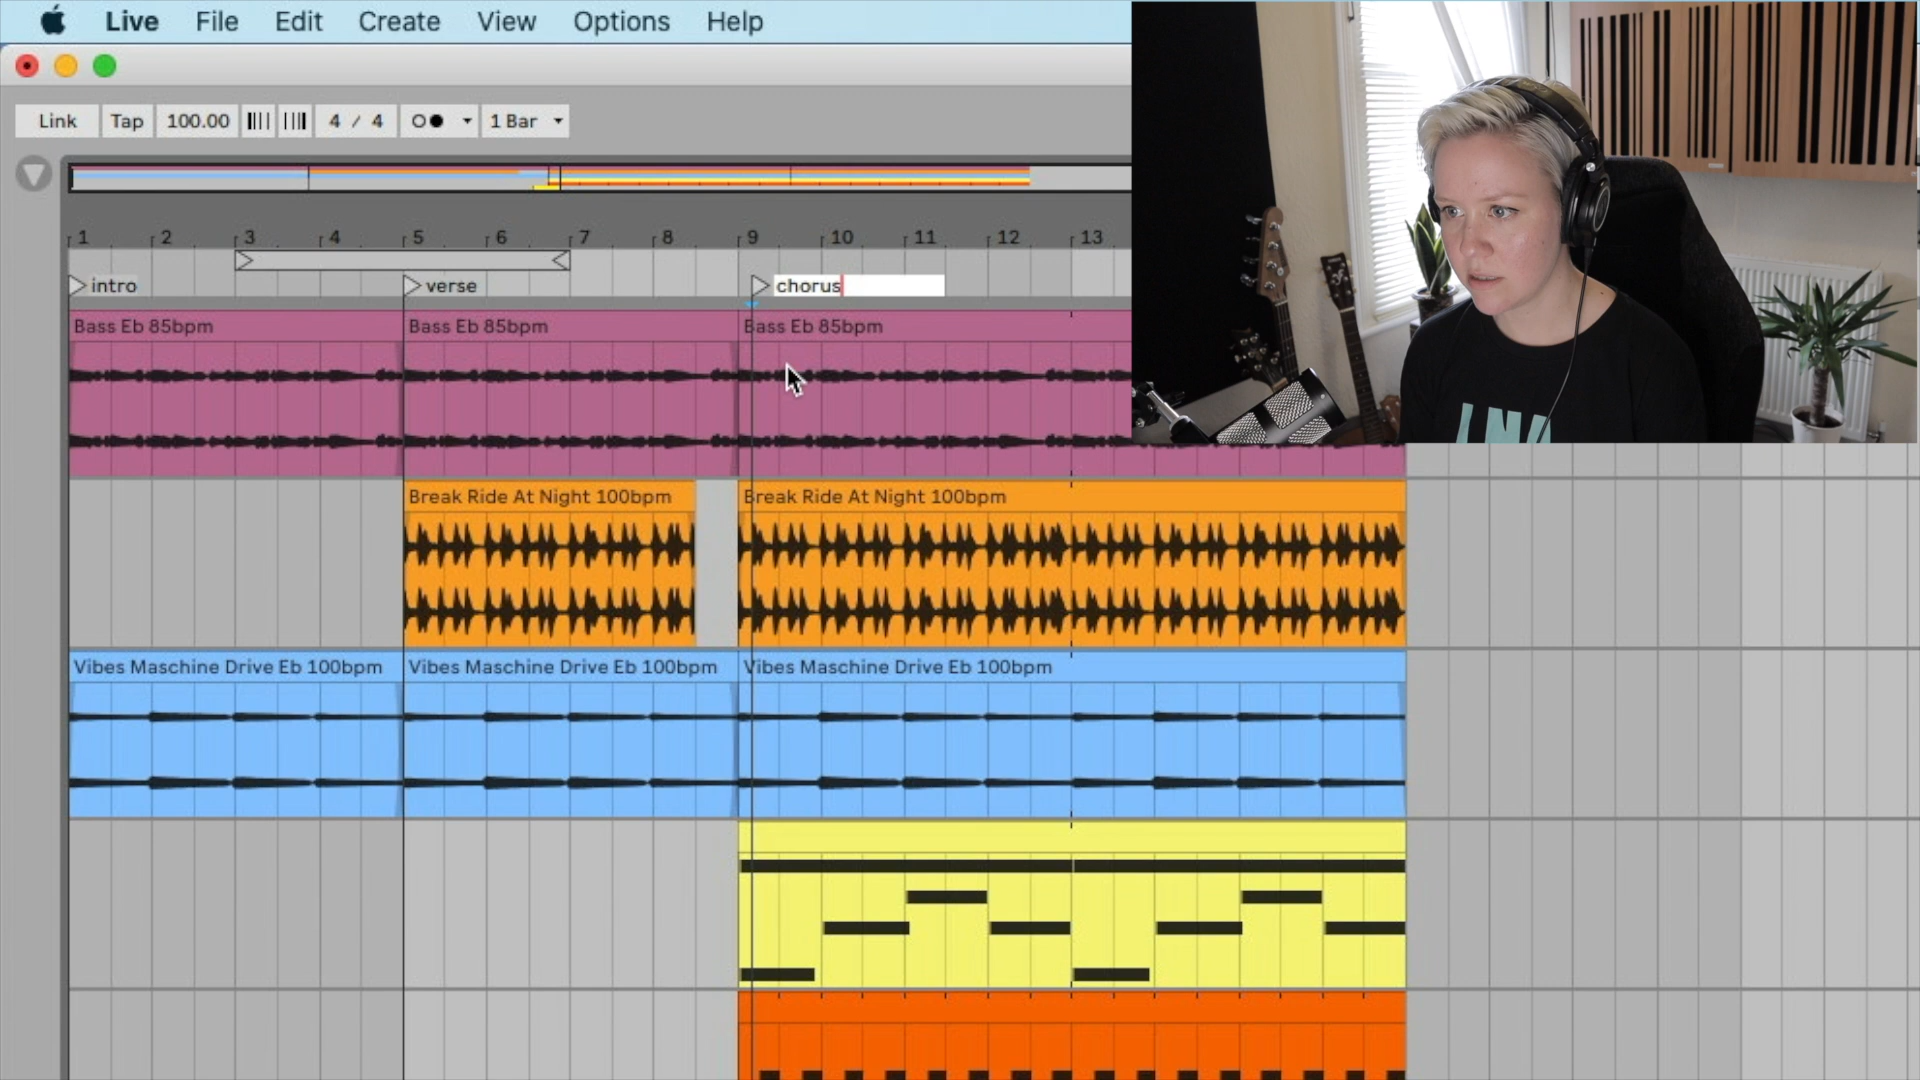 Live File Edit Create View Options Help
Link Tap 100.00 4 / 4 1 Bar
1 2 3 4 5 6 7 8 9 10 11 12 13
intro verse chorus
Bass Eb 85bpm Bass Eb 85bpm Bass Eb 85bpm
Break Ride At Night 100bpm Break Ride At Night 100bpm
Vibes Maschine Drive Eb 100bpm Vibes Maschine Drive Eb 100bpm Vibes Maschine Drive Eb 100bpm